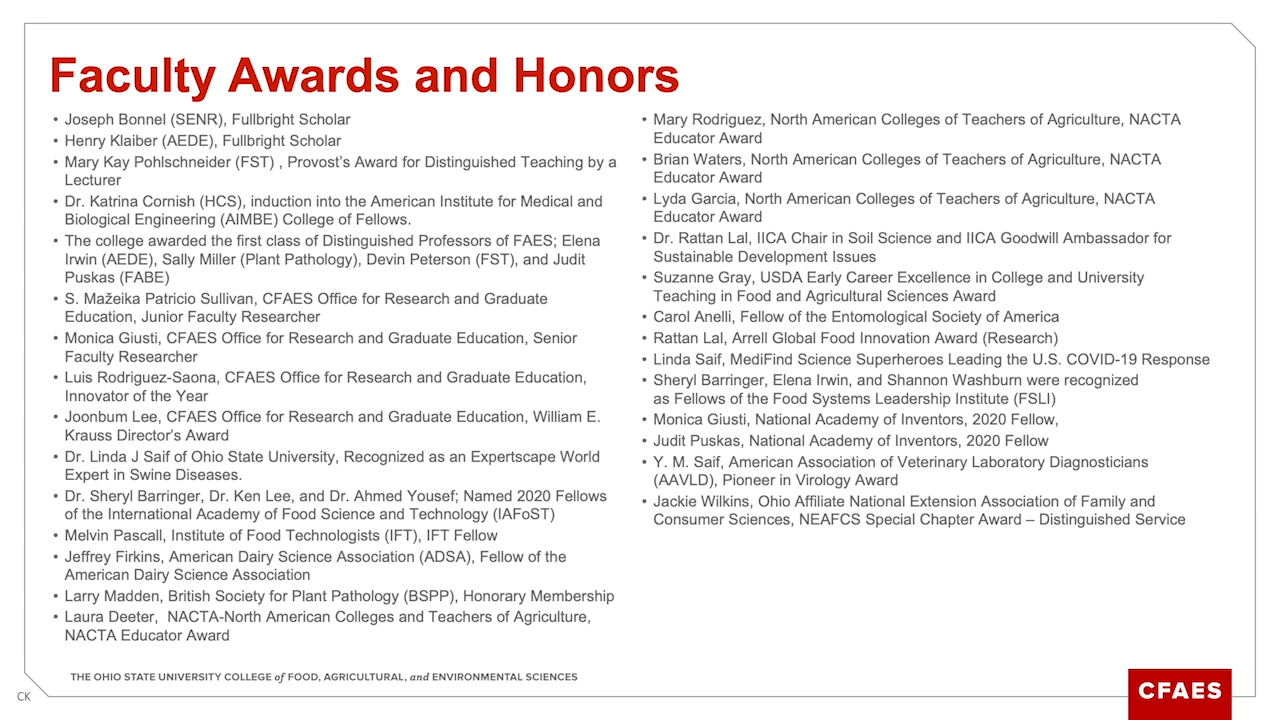 Faculty Awards and Honors
• Joseph Bonnel (SENR), Fullbright Scholar
• Henry Klaiber (AEDE), Fullbright Scholar
• Mary Kay Pohlschneider (FST) , Provost’s Award for Distinguished Teaching by a
Lecturer
• Dr. Katrina Cornish (HCS), induction into the American Institute for Medical and
Biological Engineering (AIMBE) College of Fellows.
• The college awarded the first class of Distinguished Professors of FAES; Elena
Irwin (AEDE), Sally Miller (Plant Pathology), Devin Peterson (FST), and Judit
Puskas (FABE)
• S. Mažeika Patricio Sullivan, CFAES Office for Research and Graduate
Education, Junior Faculty Researcher
• Monica Giusti, CFAES Office for Research and Graduate Education, Senior
Faculty Researcher
• Luis Rodriguez-Saona, CFAES Office for Research and Graduate Education,
Innovator of the Year
• Joonbum Lee, CFAES Office for Research and Graduate Education, William E.
Krauss Director’s Award
• Dr. Linda J Saif of Ohio State University, Recognized as an Expertscape World
Expert in Swine Diseases.
• Dr. Sheryl Barringer, Dr. Ken Lee, and Dr. Ahmed Yousef; Named 2020 Fellows
of the International Academy of Food Science and Technology (IAFoST)
• Melvin Pascall, Institute of Food Technologists (IFT), IFT Fellow
• Jeffrey Firkins, American Dairy Science Association (ADSA), Fellow of the
American Dairy Science Association
• Larry Madden, British Society for Plant Pathology (BSPP), Honorary Membership
• Laura Deeter,  NACTA-North American Colleges and Teachers of Agriculture,
NACTA Educator Award
• Mary Rodriguez, North American Colleges of Teachers of Agriculture, NACTA
Educator Award
• Brian Waters, North American Colleges of Teachers of Agriculture, NACTA
Educator Award
• Lyda Garcia, North American Colleges of Teachers of Agriculture, NACTA
Educator Award
• Dr. Rattan Lal, IICA Chair in Soil Science and IICA Goodwill Ambassador for
Sustainable Development Issues
• Suzanne Gray, USDA Early Career Excellence in College and University
Teaching in Food and Agricultural Sciences Award
• Carol Anelli, Fellow of the Entomological Society of America
• Rattan Lal, Arrell Global Food Innovation Award (Research)
• Linda Saif, MediFind Science Superheroes Leading the U.S. COVID-19 Response
• Sheryl Barringer, Elena Irwin, and Shannon Washburn were recognized
as Fellows of the Food Systems Leadership Institute (FSLI)
• Monica Giusti, National Academy of Inventors, 2020 Fellow,
• Judit Puskas, National Academy of Inventors, 2020 Fellow
• Y. M. Saif, American Association of Veterinary Laboratory Diagnosticians
(AAVLD), Pioneer in Virology Award
• Jackie Wilkins, Ohio Affiliate National Extension Association of Family and
Consumer Sciences, NEAFCS Special Chapter Award – Distinguished Service
THE OHIO STATE UNIVERSITY COLLEGE of FOOD, AGRICULTURAL, and ENVIRONMENTAL SCIENCES
CFAES
CK